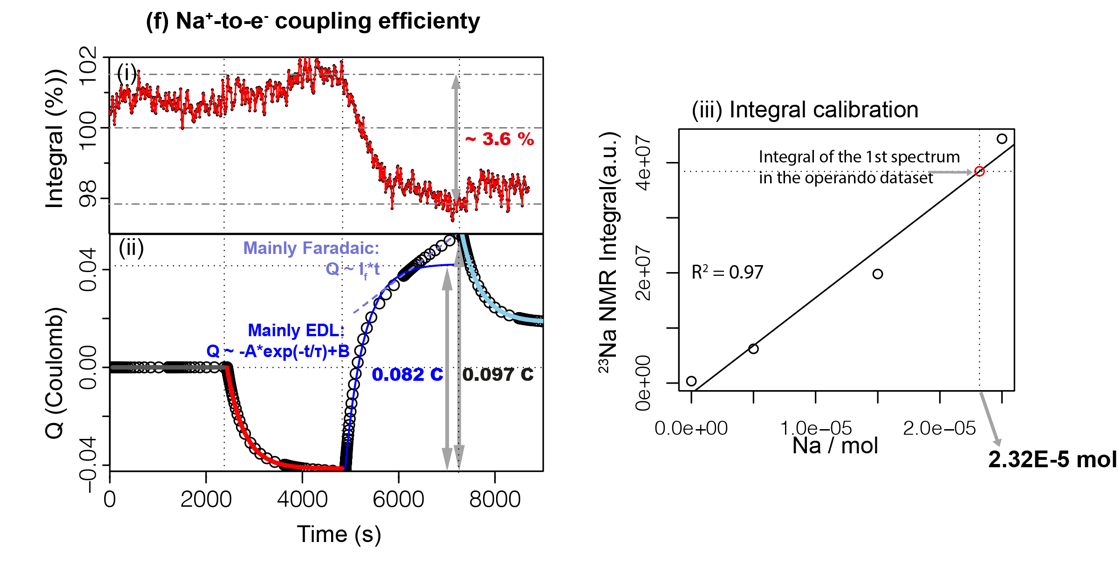 (f) Na⁺-to-e⁻ coupling efficienty
(i)
Integral (%))
102
100
98
~ 3.6 %
(ii)
Q (Coulomb)
0.04
0.00
−0.04
Mainly Faradaic:
Q ~ I_f*t
Mainly EDL:
Q ~ -A*exp(-t/τ)+B
0.082 C
0.097 C
0
2000
4000
6000
8000
Time (s)
(iii) Integral calibration
²³Na NMR Integral(a.u.)
4e+07
2e+07
0e+00
Integral of the 1st spectrum
in the operando dataset
R² = 0.97
0.0e+00
1.0e−05
2.0e−05
Na / mol
2.32E-5 mol